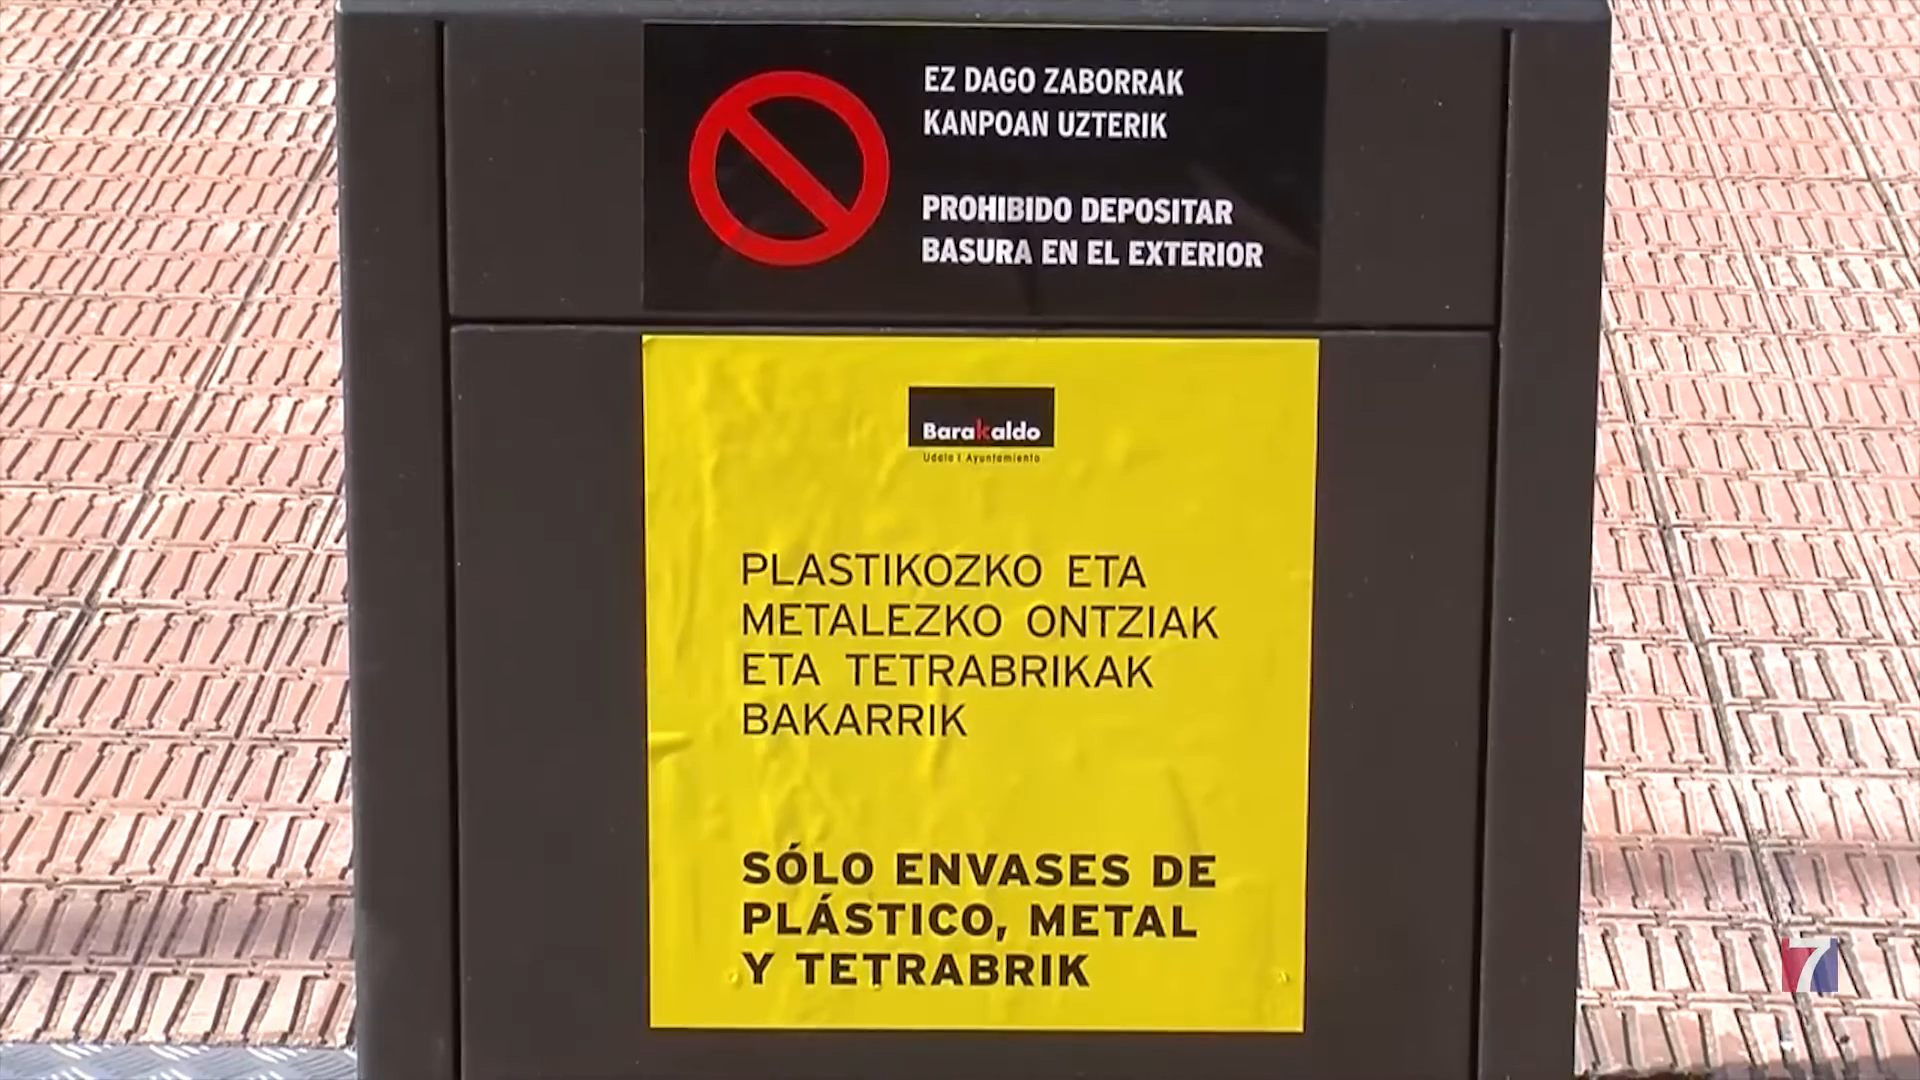 EZ DAGO ZABORRAK
KANPOAN UZTERIK
PROHIBIDO DEPOSITAR
BASURA EN EL EXTERIOR
Barakaldo
Udala | Ayuntamiento
PLASTIKOZKO ETA
METALEZKO ONTZIAK
ETA TETRABRIKAK
BAKARRIK
SÓLO ENVASES DE
PLÁSTICO, METAL
Y TETRABRIK
7